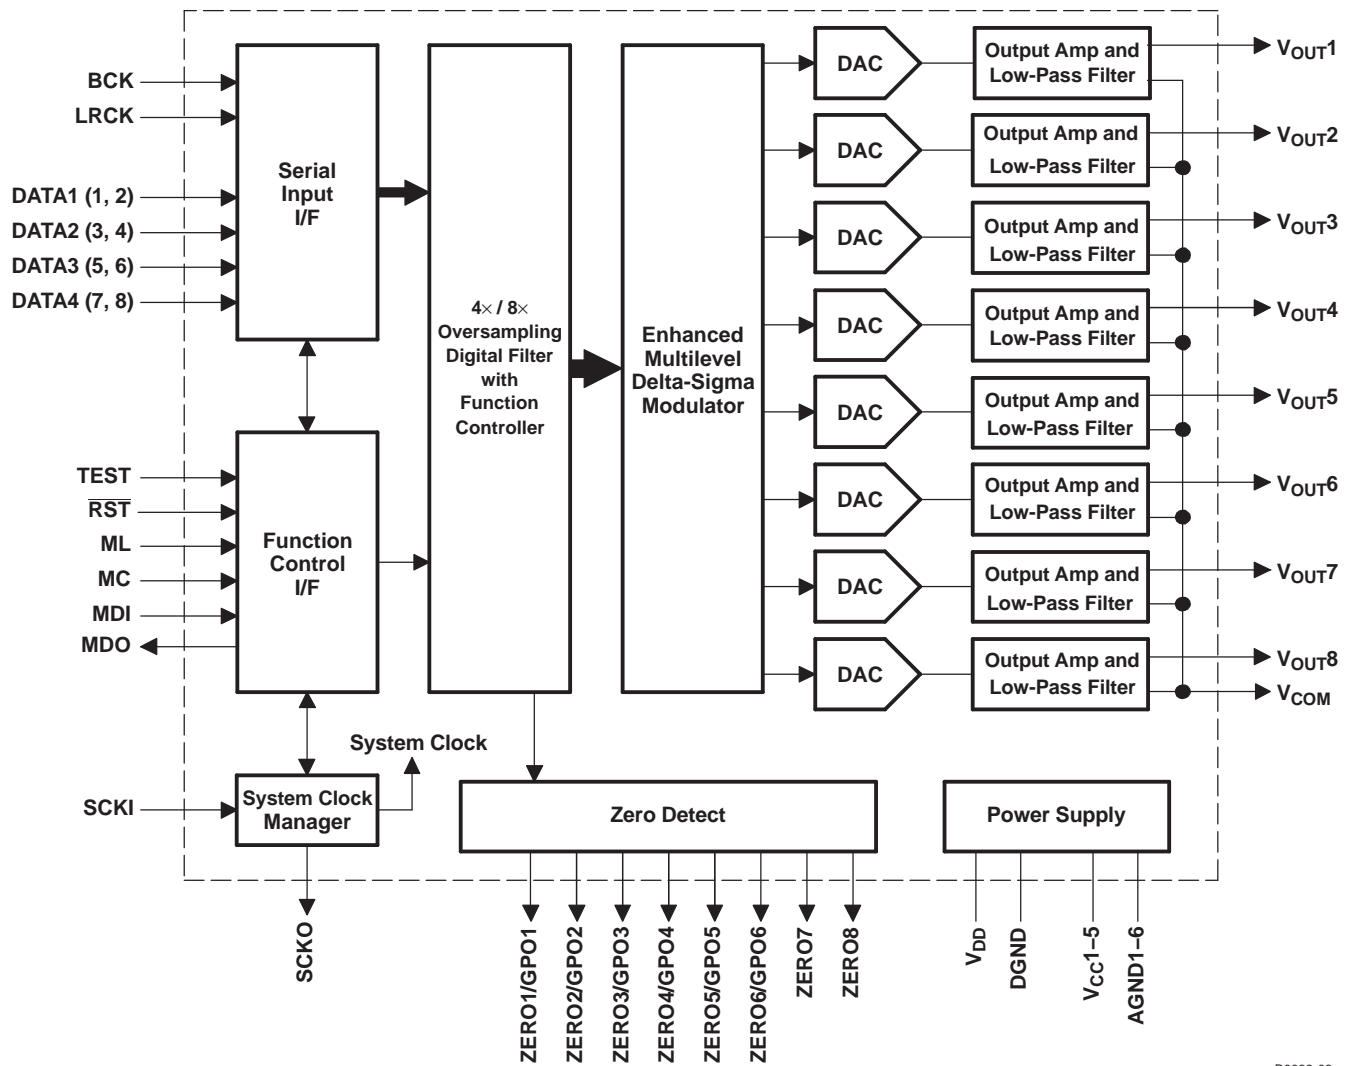 BCK
LRCK
DATA1 (1, 2)
DATA2 (3, 4)
DATA3 (5, 6)
DATA4 (7, 8)
TEST
RST
ML
MC
MDI
MDO
SCKI
Serial
Input
I/F
Function
Control
I/F
System Clock
Manager
System Clock
SCKO
4× / 8×
Oversampling
Digital Filter
with
Function
Controller
Enhanced
Multilevel
Delta-Sigma
Modulator
DAC
DAC
DAC
DAC
DAC
DAC
DAC
DAC
Output Amp and
Low-Pass Filter
Output Amp and
Low-Pass Filter
Output Amp and
Low-Pass Filter
Output Amp and
Low-Pass Filter
Output Amp and
Low-Pass Filter
Output Amp and
Low-Pass Filter
Output Amp and
Low-Pass Filter
Output Amp and
Low-Pass Filter
VOUT1
VOUT2
VOUT3
VOUT4
VOUT5
VOUT6
VOUT7
VOUT8
VCOM
Zero Detect
ZERO1/GPO1
ZERO2/GPO2
ZERO3/GPO3
ZERO4/GPO4
ZERO5/GPO5
ZERO6/GPO6
ZERO7
ZERO8
Power Supply
VDD
DGND
VCC1–5
AGND1–6